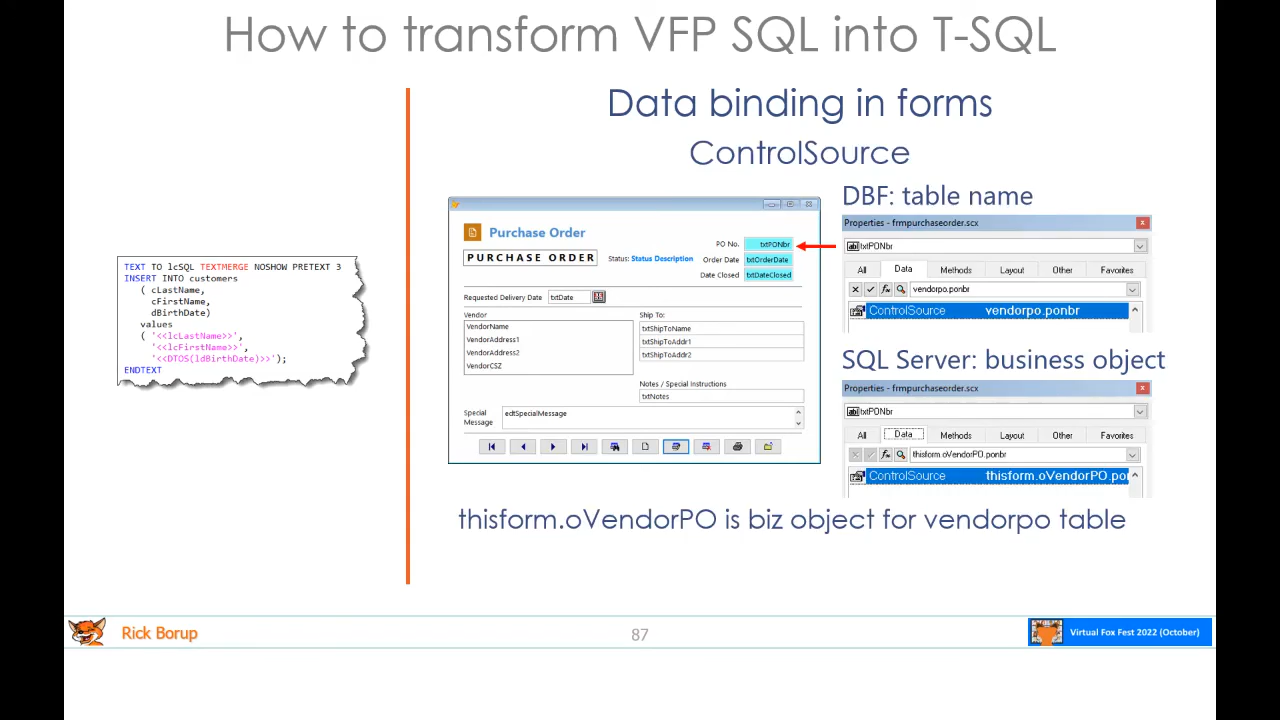 How to transform VFP SQL into T-SQL
TEXT TO lcSQL TEXTMERGE NOSHOW PRETEXT 3
INSERT INTO customers
( cLastName,
cFirstName,
dBirthDate)
values
( '<<lcLastName>>',
'<<lcFirstName>>',
'<<DTOS(ldBirthDate)>>');
ENDTEXT
Data binding in forms
ControlSource
Purchase Order
PURCHASE ORDER
Status: Status Description
PO No. txtPONbr
Order Date txtOrderDate
Date Closed txtDateClosed
Requested Delivery Date txtDate
Vendor
VendorName
VendorAddress1
VendorAddress2
VendorCSZ
Ship To:
txtShipToName
txtShipToAddr1
txtShipToAddr2
Notes / Special Instructions
txtNotes
Special Message
edtSpecialMessage
DBF: table name
Properties - frmpurchaseorder.scx
txtPONbr
All Data Methods Layout Other Favorites
vendorpo.ponbr
ControlSource vendorpo.ponbr
SQL Server: business object
Properties - frmpurchaseorder.scx
txtPONbr
All Data Methods Layout Other Favorites
thisform.oVendorPO.ponbr
ControlSource thisform.oVendorPO.por
thisform.oVendorPO is biz object for vendorpo table
Rick Borup
87
Virtual Fox Fest 2022 (October)